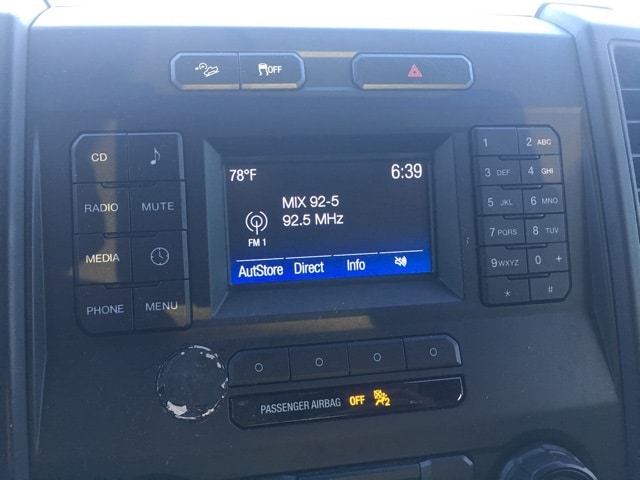 OFF
78°F 6:39
MIX 92-5
92.5 MHz
FM 1
AutStore Direct Info
CD
RADIO MUTE
MEDIA
PHONE MENU
1 2 ABC
3 DEF 4 GHI
5 JKL 6 MNO
7 PQRS 8 TUV
9 WXYZ 0 +
* #
PASSENGER AIRBAG OFF 2